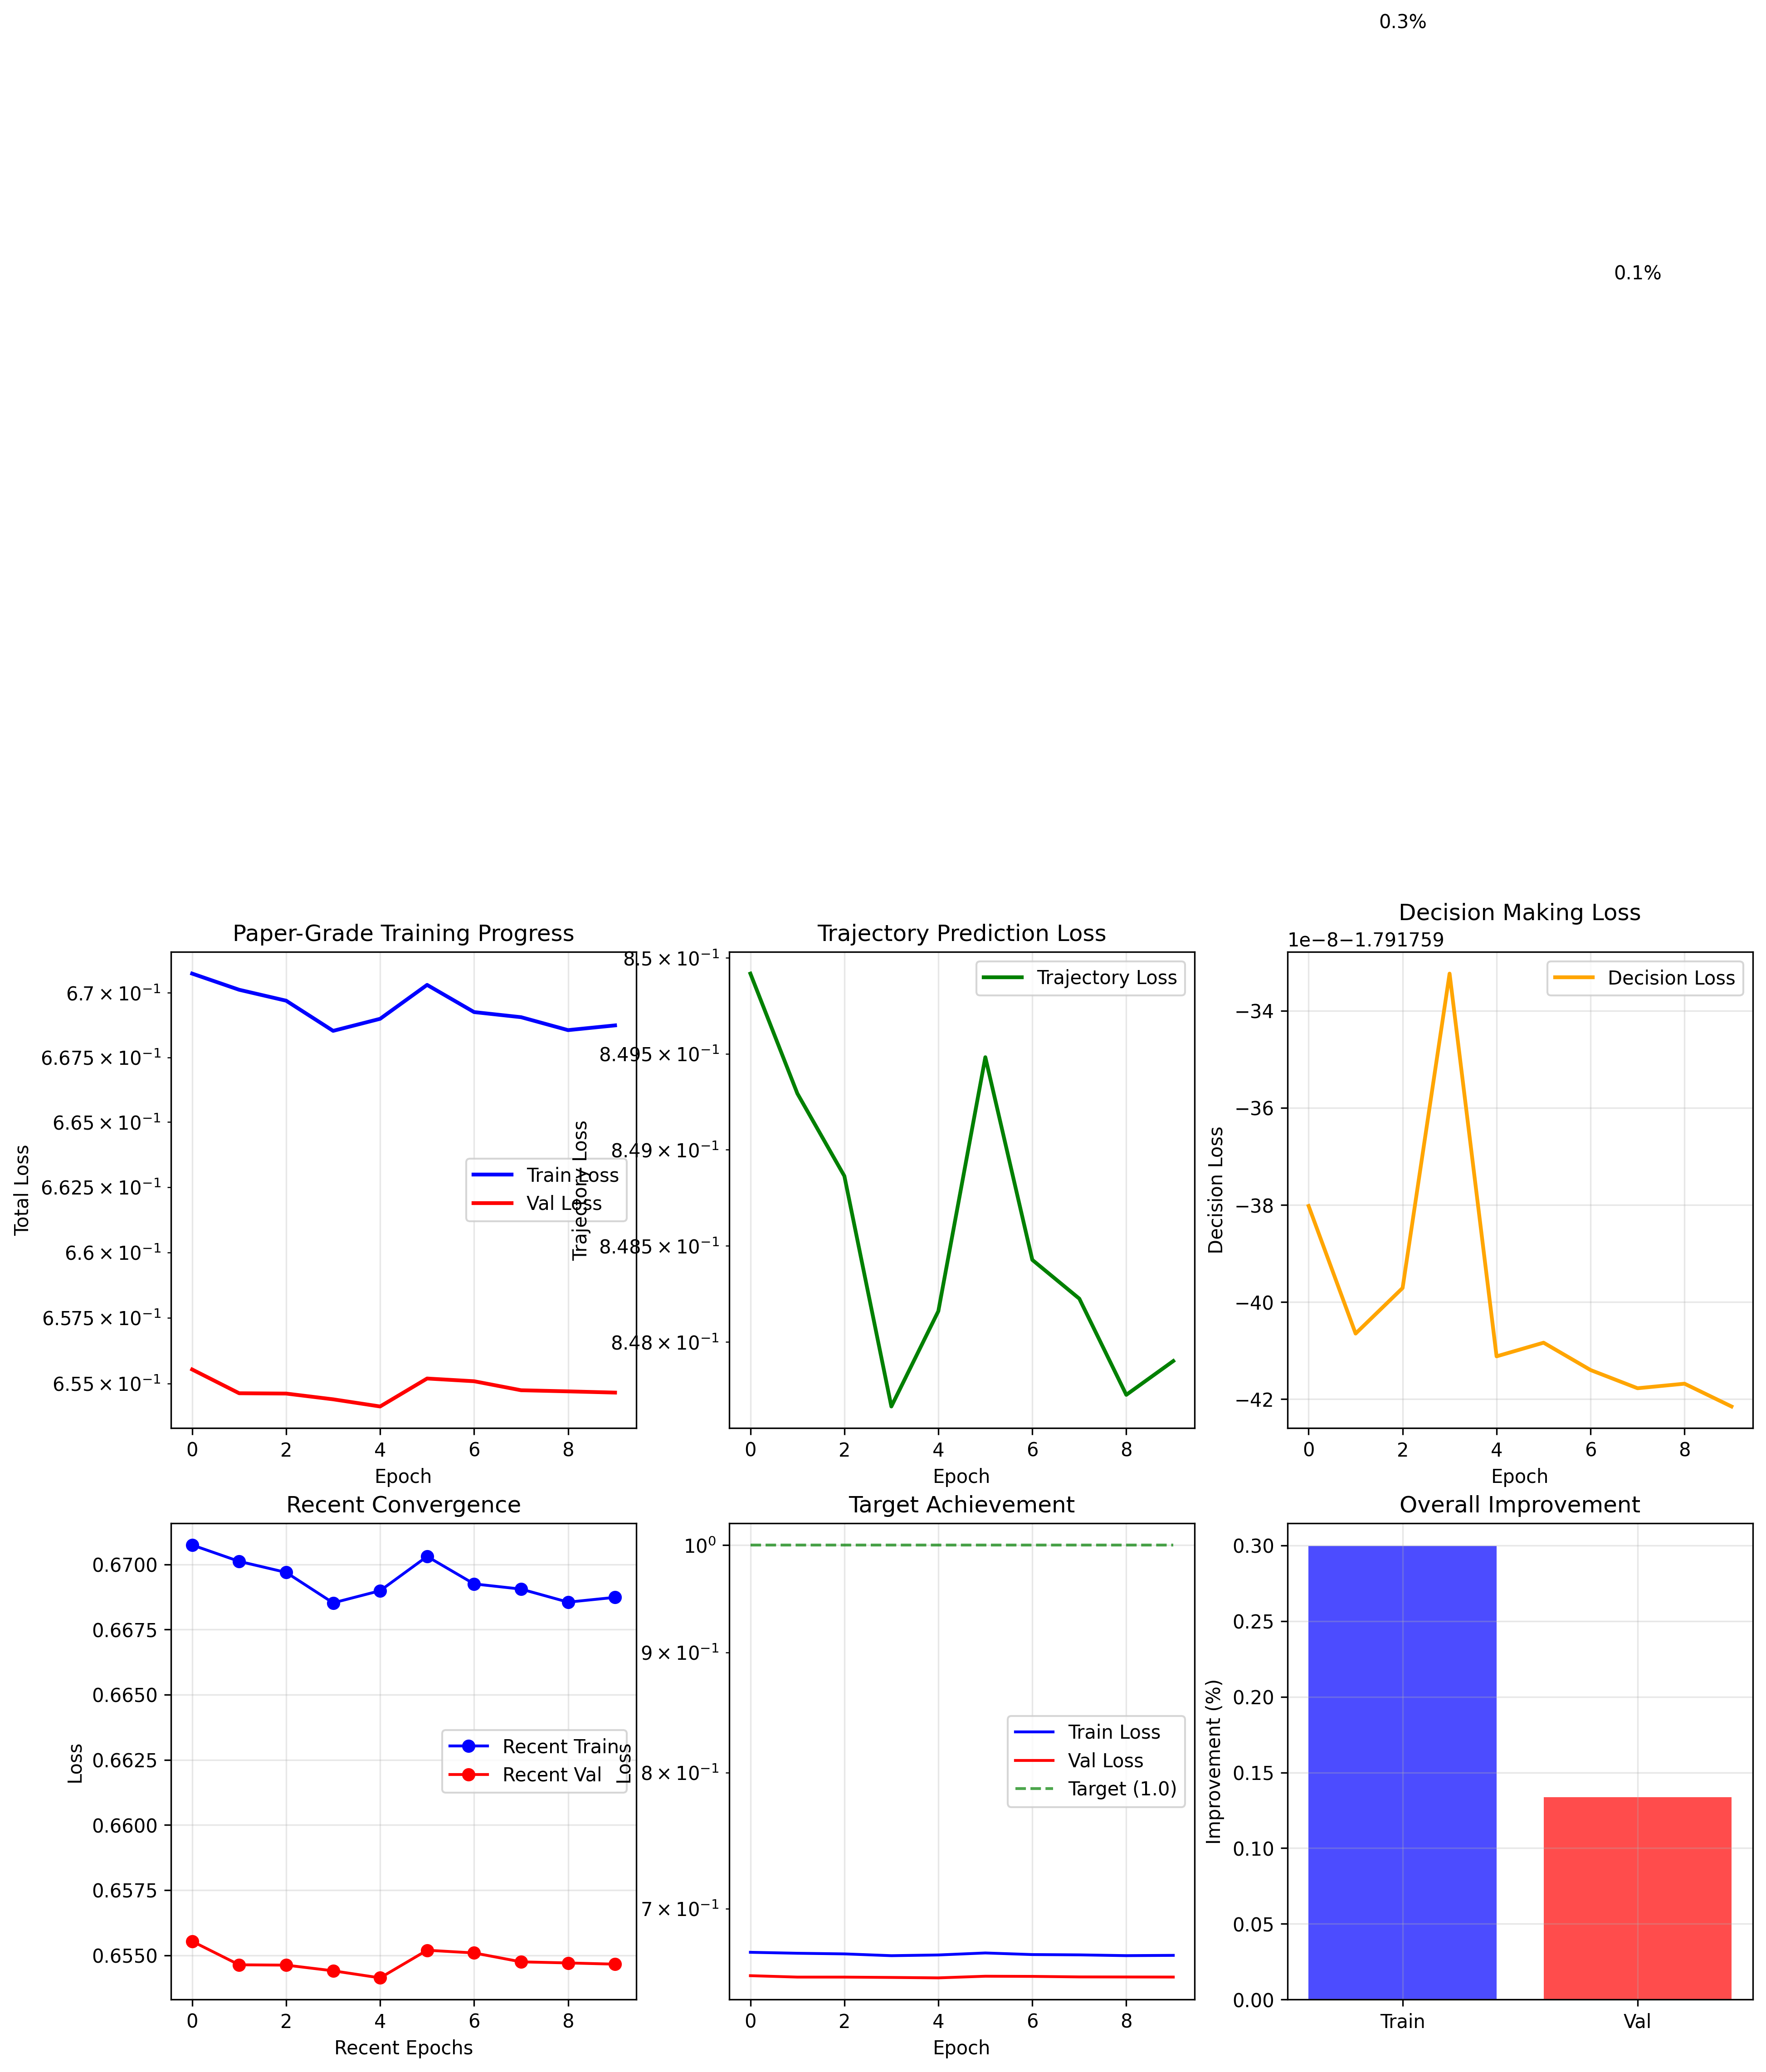 0.3%
0.1%
Paper-Grade Training Progress
Total Loss
6.7 × 10⁻¹
6.675 × 10⁻¹
6.65 × 10⁻¹
6.625 × 10⁻¹
6.6 × 10⁻¹
6.575 × 10⁻¹
6.55 × 10⁻¹
Train Loss
Val Loss
0 2 4 6 8
Epoch
Trajectory Prediction Loss
Trajectory Loss
8.5 × 10⁻¹
8.495 × 10⁻¹
8.49 × 10⁻¹
8.485 × 10⁻¹
8.48 × 10⁻¹
Trajectory Loss
0 2 4 6 8
Epoch
Decision Making Loss
1e−8−1.791759
Decision Loss
−34
−36
−38
−40
−42
Decision Loss
0 2 4 6 8
Epoch
Recent Convergence
Loss
0.6700
0.6675
0.6650
0.6625
0.6600
0.6575
0.6550
Recent Train
Recent Val
0 2 4 6 8
Recent Epochs
Target Achievement
Loss
10⁰
9 × 10⁻¹
8 × 10⁻¹
7 × 10⁻¹
Train Loss
Val Loss
Target (1.0)
0 2 4 6 8
Epoch
Overall Improvement
Improvement (%)
0.30
0.25
0.20
0.15
0.10
0.05
0.00
Train Val